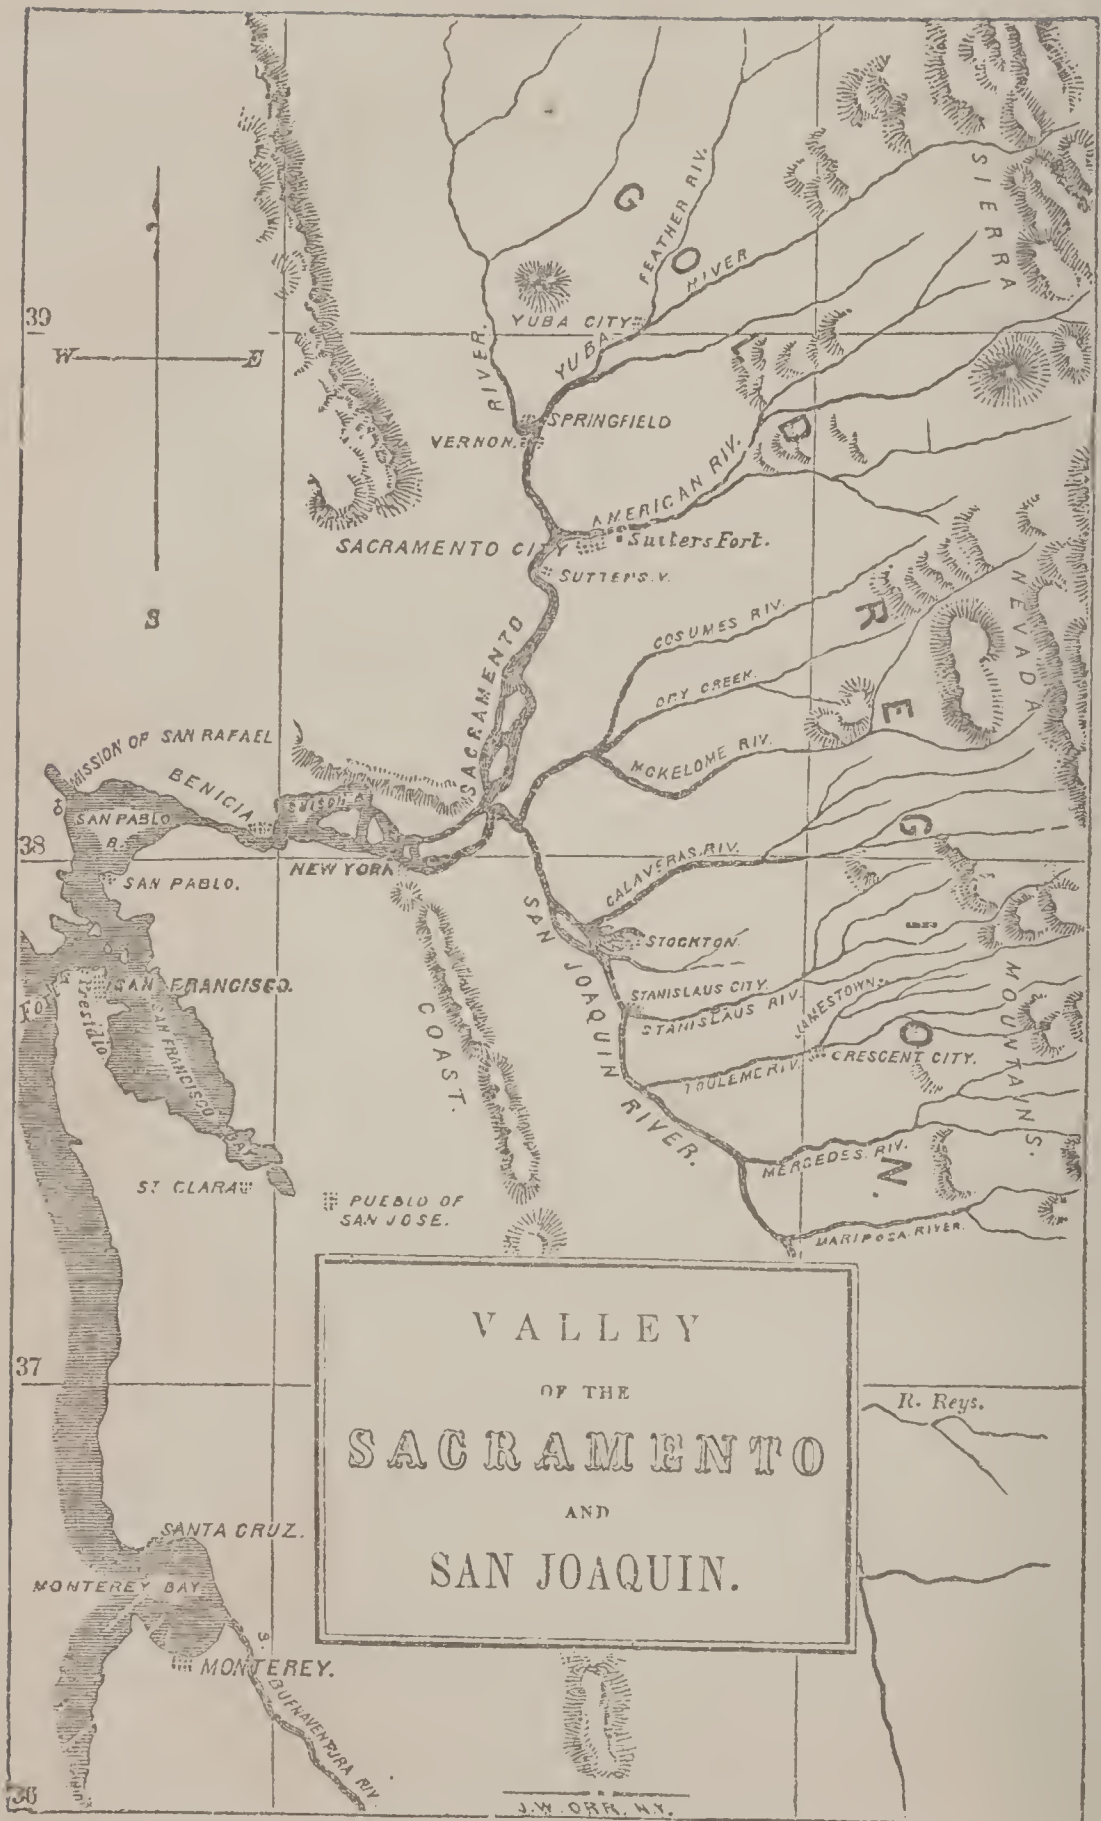 GOLD REGION.
SIERRA
NEVADA
MOUNTAINS.
FEATHER RIV.
YUBA CITY
YUBA
RIVER
39
W
E
S
RIVER.
SPRINGFIELD
VERNON.
AMERICAN RIV.
SACRAMENTO CITY
Sutters Fort.
SUTTERS.V.
SACRAMENTO
COSUMES RIV.
DRY CREEK.
MOKELOME RIV.
MISSION OF SAN RAFAEL
BENICIA
SAN PABLO
B.
38
NEW YORK
SAN PABLO.
CALAVERAS. RIV.
SAN JOAQUIN RIVER.
STOCKTON.
SAN FRANCISCO.
Presidio
SAN FRANCISCO
BAY
COAST.
STANISLAUS CITY.
STANISLAUS RIV.
JAMESTOWN.
CRESCENT CITY.
TOULEME RIV.
MERCEDES. RIV.
MARIPOSA. RIVER.
ST CLARA
PUEBLO OF
SAN JOSE.
VALLEY
OF THE
SACRAMENTO
AND
SAN JOAQUIN.
37
R. Reys.
SANTA CRUZ.
MONTEREY BAY
MONTEREY.
S. BUENAVENTURA RIV.
36
J.W. ORR. N.Y.